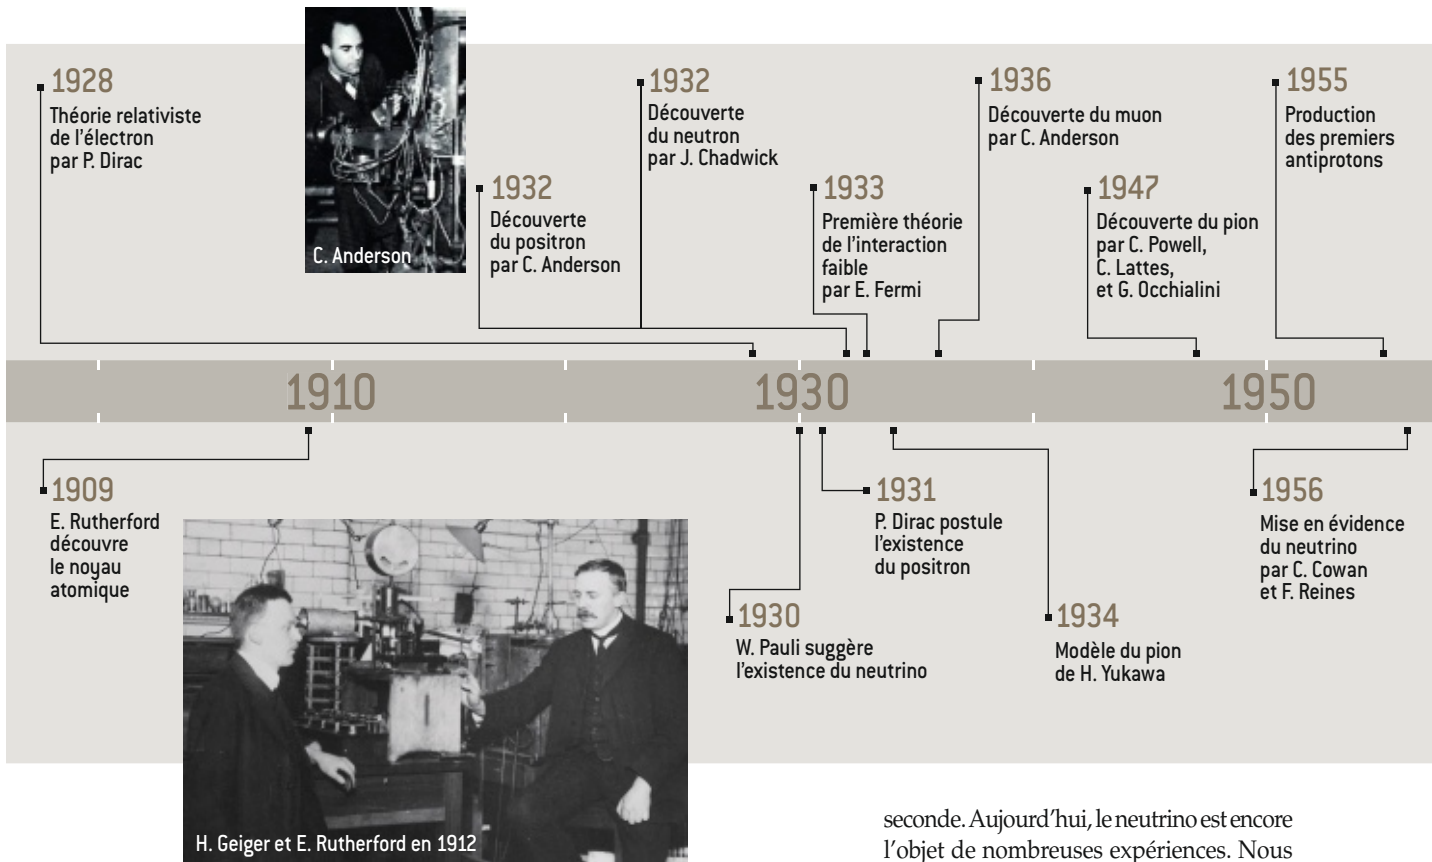 1928
Théorie relativiste
de l'électron
par P. Dirac
C. Anderson
1932
Découverte
du positron
par C. Anderson
1932
Découverte
du neutron
par J. Chadwick
1933
Première théorie
de l'interaction
faible
par E. Fermi
1936
Découverte du muon
par C. Anderson
1947
Découverte du pion
par C. Powell,
C. Lattes,
et G. Occhialini
1955
Production
des premiers
antiprotons
1910
1930
1950
1909
E. Rutherford
découvre
le noyau
atomique
H. Geiger et E. Rutherford en 1912
1930
W. Pauli suggère
l'existence du neutrino
1931
P. Dirac postule
l'existence
du positron
1934
Modèle du pion
de H. Yukawa
1956
Mise en évidence
du neutrino
par C. Cowan
et F. Reines
seconde. Aujourd'hui, le neutrino est encore
l'objet de nombreuses expériences. Nous